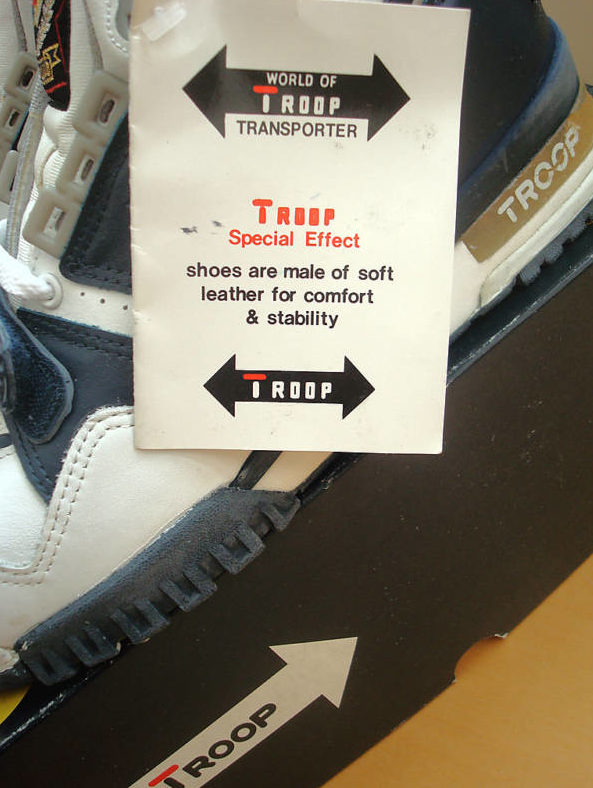 WORLD OF
TROOP
TRANSPORTER
TROOP
Special Effect
shoes are male of soft
leather for comfort
& stability
TROOP
TROOP
TROOP